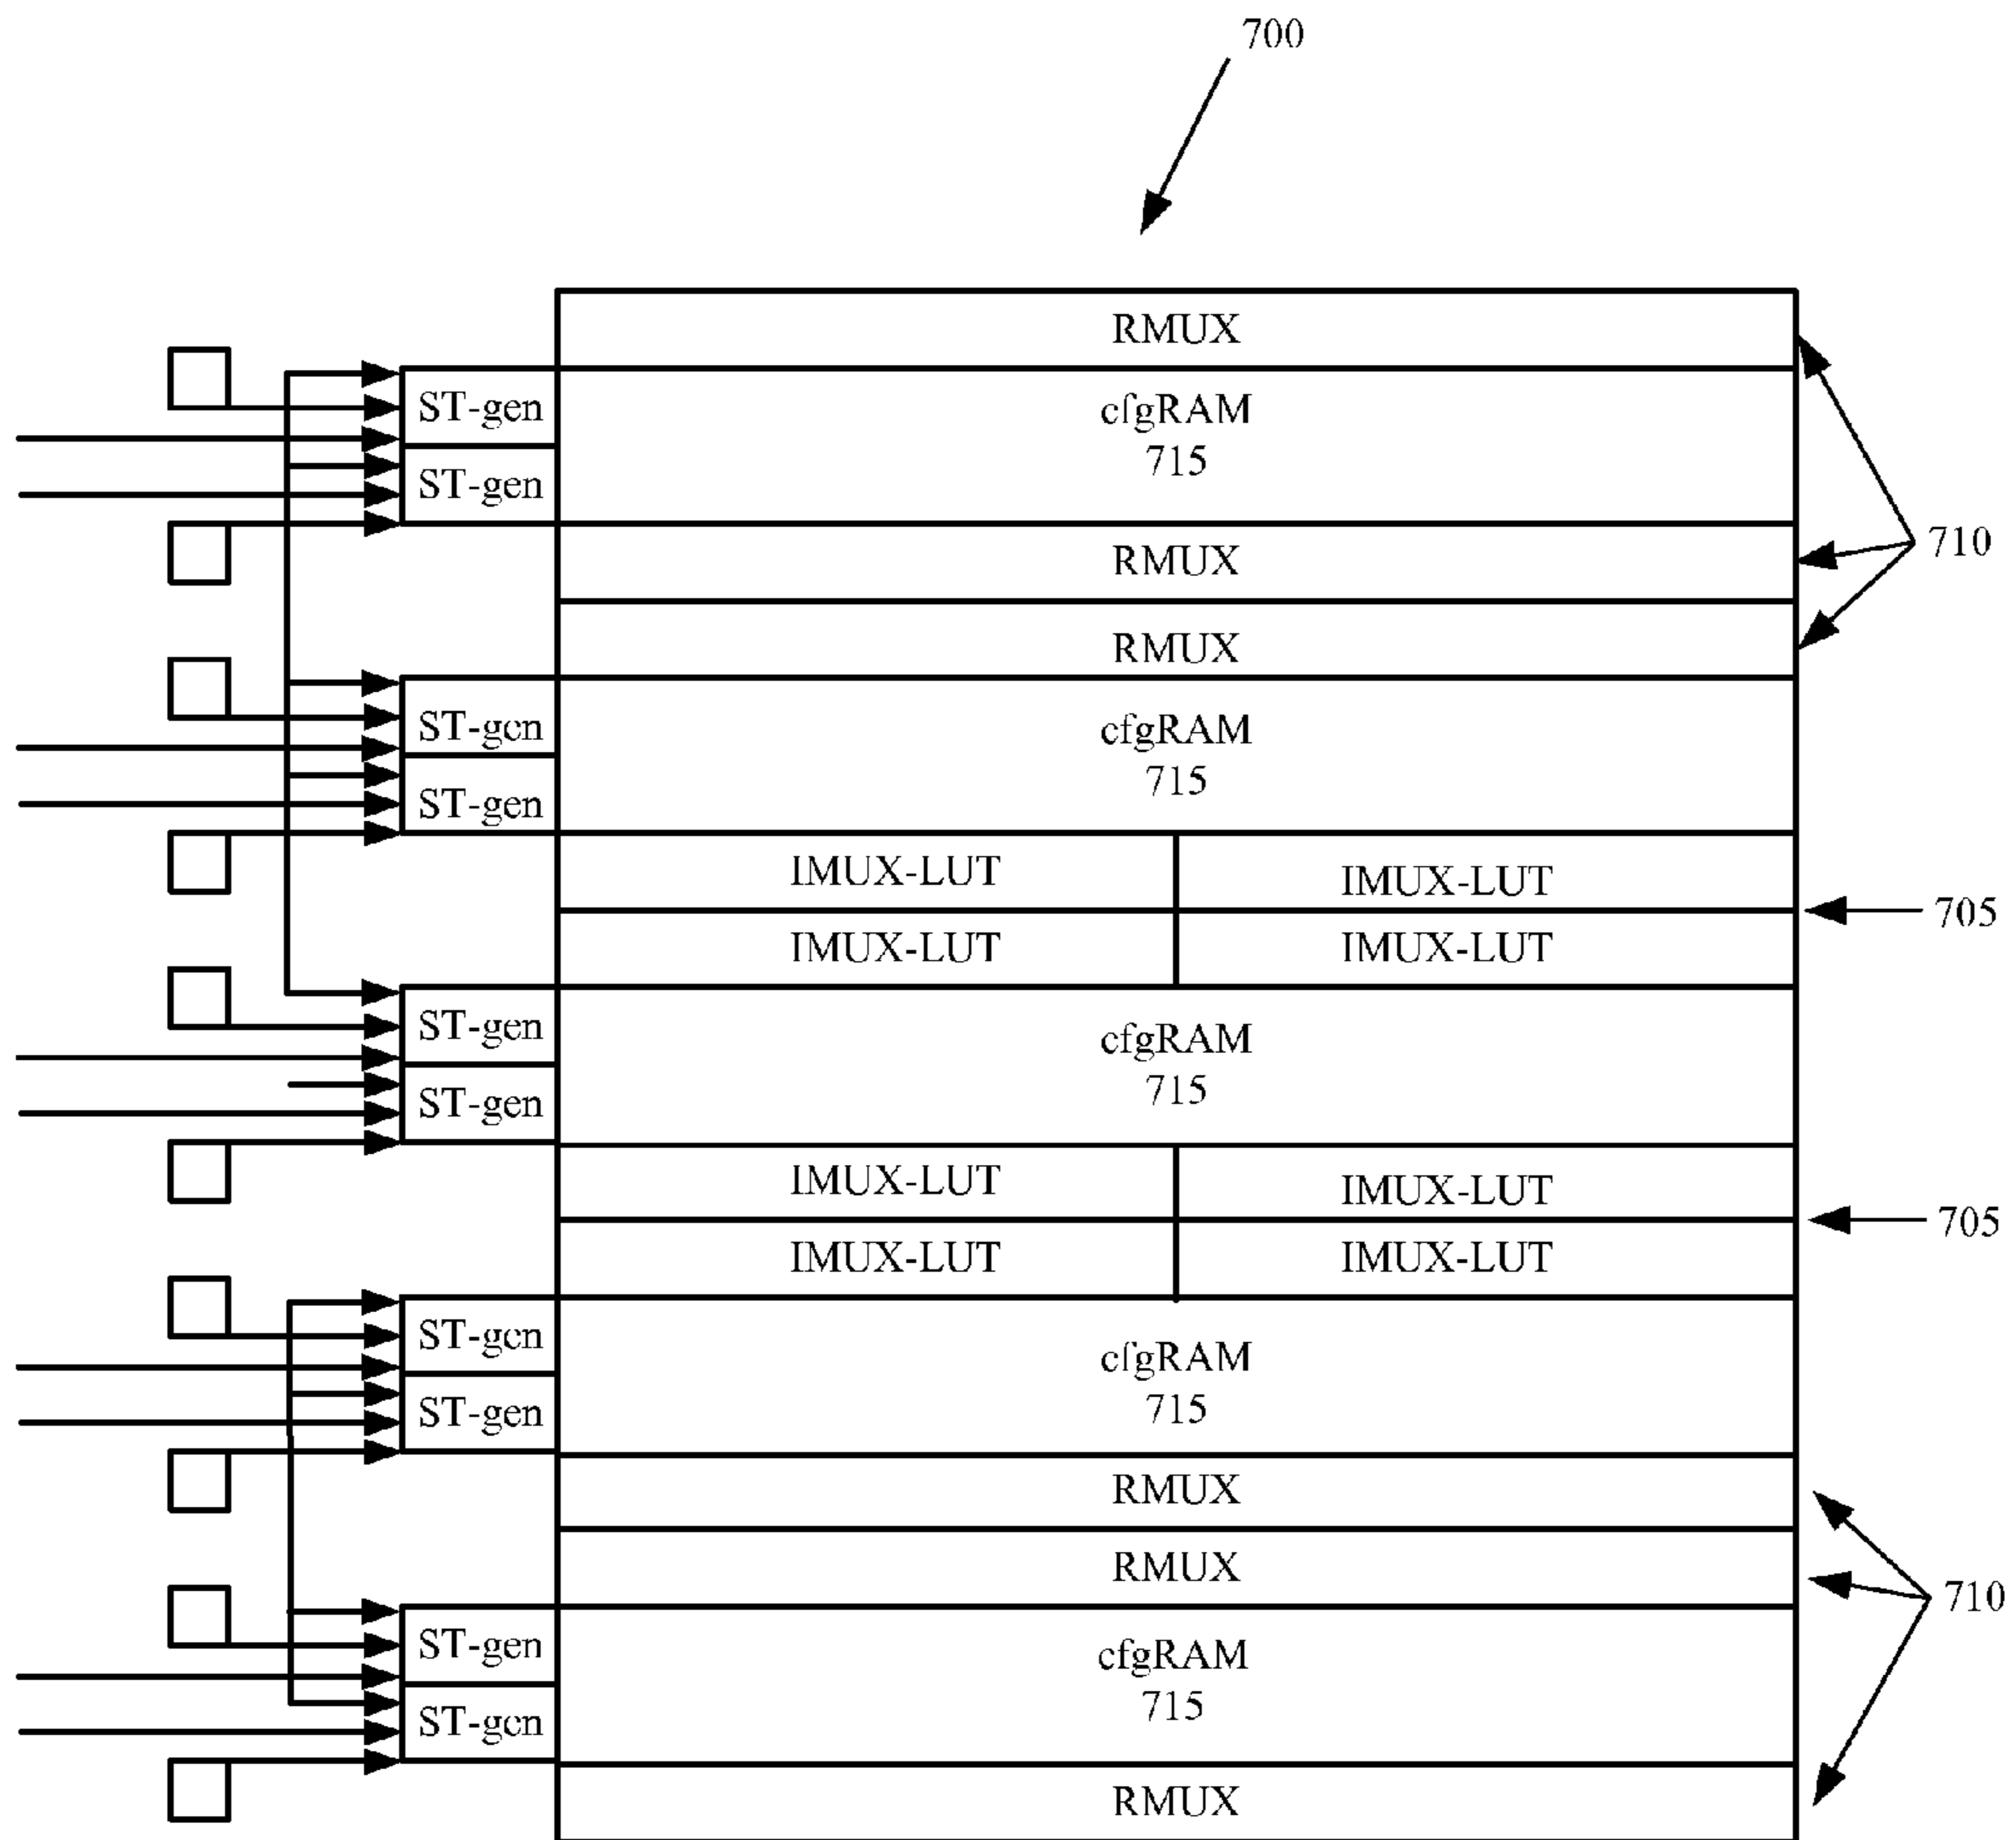 700
RMUX
ST-gen
cfgRAM
715
ST-gen
RMUX
710
RMUX
ST-gen
cfgRAM
715
ST-gen
IMUX-LUT IMUX-LUT
705
IMUX-LUT IMUX-LUT
ST-gen
cfgRAM
715
ST-gen
IMUX-LUT IMUX-LUT
705
IMUX-LUT IMUX-LUT
ST-gen
cfgRAM
715
ST-gen
RMUX
RMUX
710
ST-gen
cfgRAM
715
ST-gen
RMUX